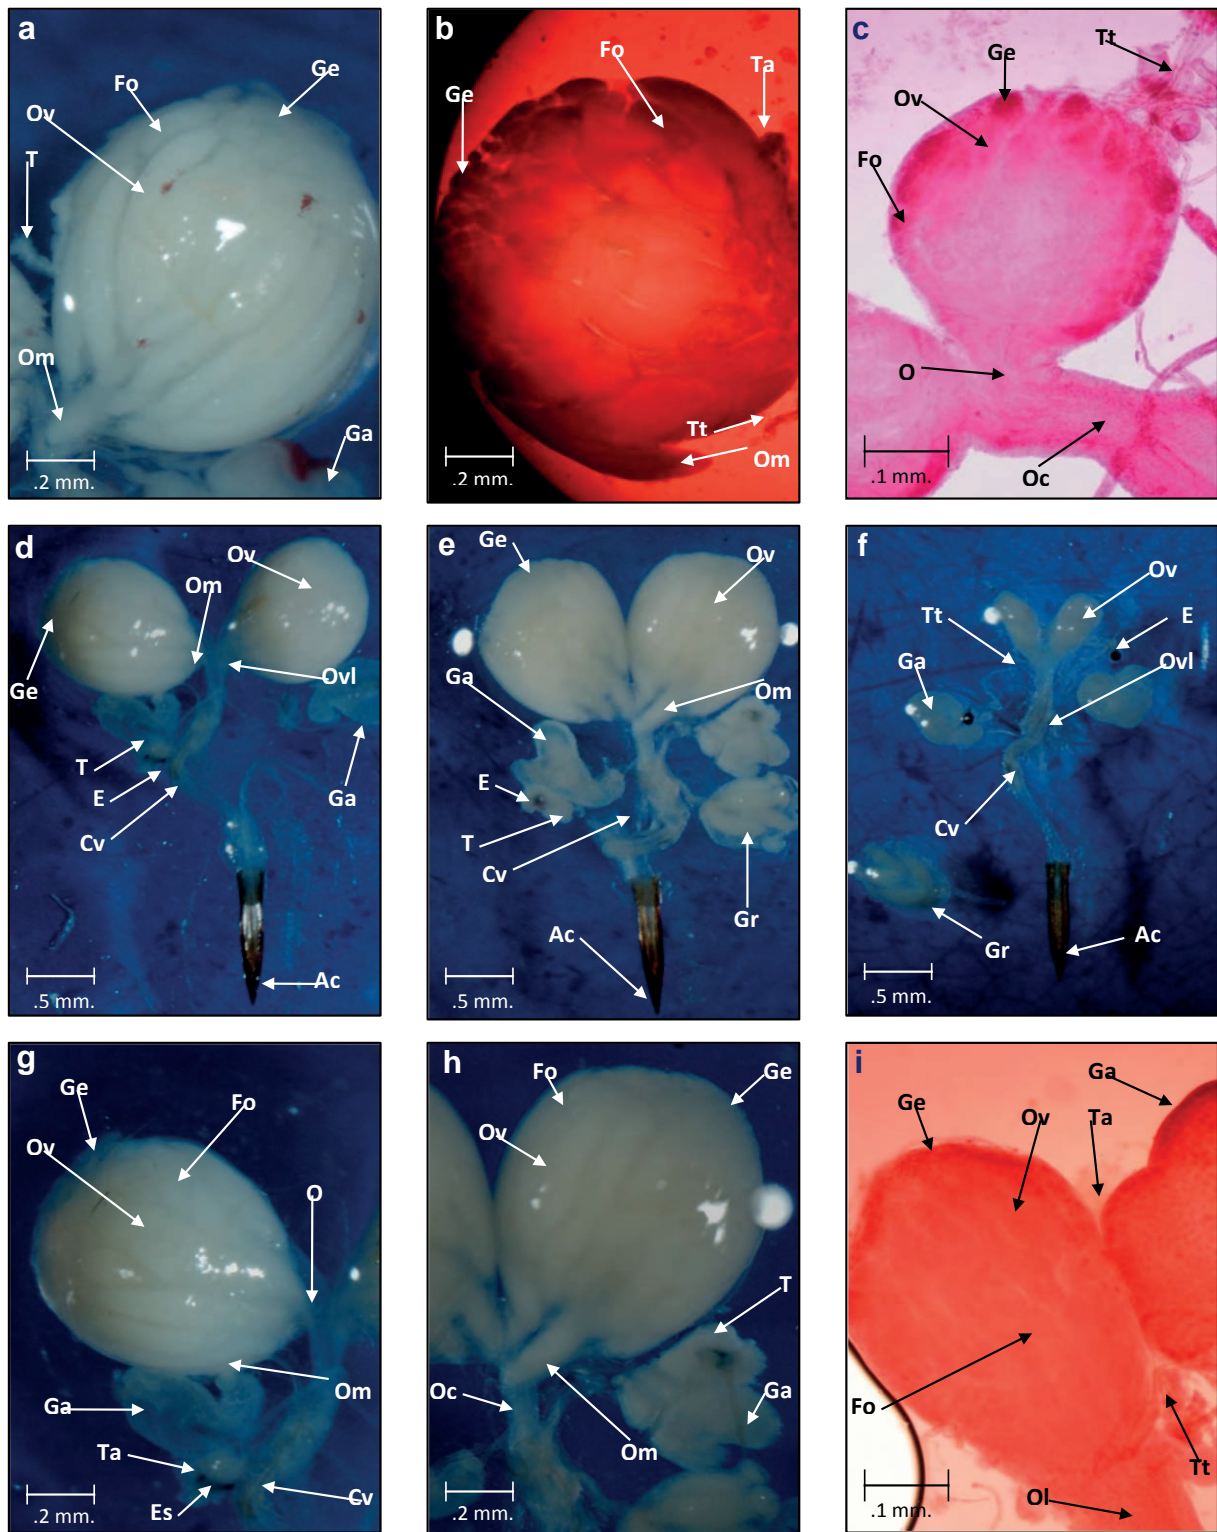 a
Ge
Fo
Ov
T
Om
Ga
.2 mm.
b
Fo
Ta
Ge
Tt
Om
.2 mm.
c
Tt
Ge
Ov
Fo
O
Oc
.1 mm.
d
Ov
Om
Ge
Ovl
T
E
Ga
Cv
Ac
.5 mm.
e
Ge
Ov
Ga
Om
E
T
Cv
Gr
Ac
.5 mm.
f
Ov
Tt
E
Ga
Ovl
Cv
Gr
Ac
.5 mm.
g
Ge
Fo
Ov
O
Om
Ga
Ta
Es
Cv
.2 mm.
h
Fo
Ge
Ov
T
Oc
Ga
Om
.2 mm.
i
Ga
Ge
Ov
Ta
Fo
Tt
Ol
.1 mm.